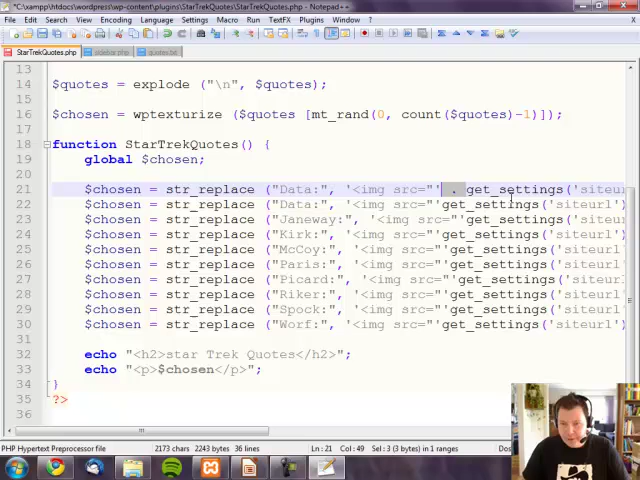 *C:\xampp\htdocs\wordpress\wp-content\plugins\StarTrekQuotes\StarTrekQuotes.php - Notepad++
File Edit Search View Encoding Language Settings Macro Run TextFX Plugins Window ?
StarTrekQuotes.php sidebar.php quotes.txt
13
14 $quotes = explode ("\n", $quotes);
15
16 $chosen = wptexturize ($quotes [mt_rand(0, count($quotes)-1)]);
17
18 function StarTrekQuotes() {
19 global $chosen;
20
21 $chosen = str_replace ("Data:", '<img src="' . get_settings('siteur
22 $chosen = str_replace ("Data:", '<img src="'get_settings('siteurl'
23 $chosen = str_replace ("Janeway:", '<img src="'get_settings('siteu
24 $chosen = str_replace ("Kirk:", '<img src="'get_settings('siteurl'
25 $chosen = str_replace ("McCoy:", '<img src="'get_settings('siteurl
26 $chosen = str_replace ("Paris:", '<img src="'get_settings('siteurl
27 $chosen = str_replace ("Picard:", '<img src="'get_settings('siteur
28 $chosen = str_replace ("Riker:", '<img src="'get_settings('siteurl
29 $chosen = str_replace ("Spock:", '<img src="'get_settings('siteurl
30 $chosen = str_replace ("Worf:", '<img src="'get_settings('siteurl'
31
32 echo "<h2>star Trek Quotes</h2>";
33 echo "<p>$chosen</p>";
34 }
35 ?>
36
PHP Hypertext Preprocessor file 2173 chars 2243 bytes 36 lines Ln : 21 Col : 49 Sel : 3 (3 bytes) in 1 ranges